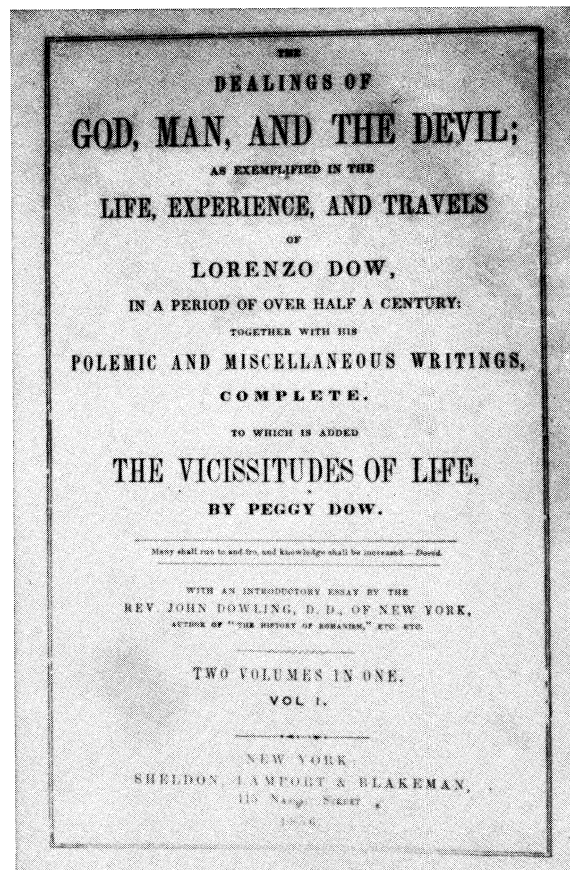 THE
DEALINGS OF
GOD, MAN, AND THE DEVIL;
AS EXEMPLIFIED IN THE
LIFE, EXPERIENCE, AND TRAVELS
OF
LORENZO DOW,
IN A PERIOD OF OVER HALF A CENTURY:
TOGETHER WITH HIS
POLEMIC AND MISCELLANEOUS WRITINGS,
COMPLETE.
TO WHICH IS ADDED
THE VICISSITUDES OF LIFE,
BY PEGGY DOW.
Many shall run to and fro, and knowledge shall be increased.—David.
WITH AN INTRODUCTORY ESSAY BY THE
REV. JOHN DOWLING, D. D., OF NEW YORK,
AUTHOR OF "THE HISTORY OF ROMANISM," ETC. ETC.
TWO VOLUMES IN ONE.
VOL I.
NEW YORK:
SHELDON, LAMPORT & BLAKEMAN,
115 STREET